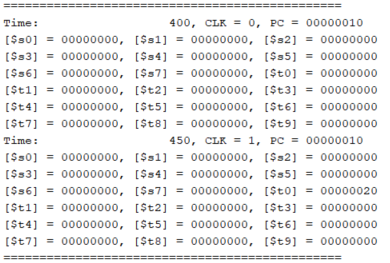 ===============================================
Time:                  400, CLK = 0, PC = 00000010
[$s0] = 00000000, [$s1] = 00000000, [$s2] = 00000000
[$s3] = 00000000, [$s4] = 00000000, [$s5] = 00000000
[$s6] = 00000000, [$s7] = 00000000, [$t0] = 00000000
[$t1] = 00000000, [$t2] = 00000000, [$t3] = 00000000
[$t4] = 00000000, [$t5] = 00000000, [$t6] = 00000000
[$t7] = 00000000, [$t8] = 00000000, [$t9] = 00000000
Time:                  450, CLK = 1, PC = 00000010
[$s0] = 00000000, [$s1] = 00000000, [$s2] = 00000000
[$s3] = 00000000, [$s4] = 00000000, [$s5] = 00000000
[$s6] = 00000000, [$s7] = 00000000, [$t0] = 00000020
[$t1] = 00000000, [$t2] = 00000000, [$t3] = 00000000
[$t4] = 00000000, [$t5] = 00000000, [$t6] = 00000000
[$t7] = 00000000, [$t8] = 00000000, [$t9] = 00000000
===============================================